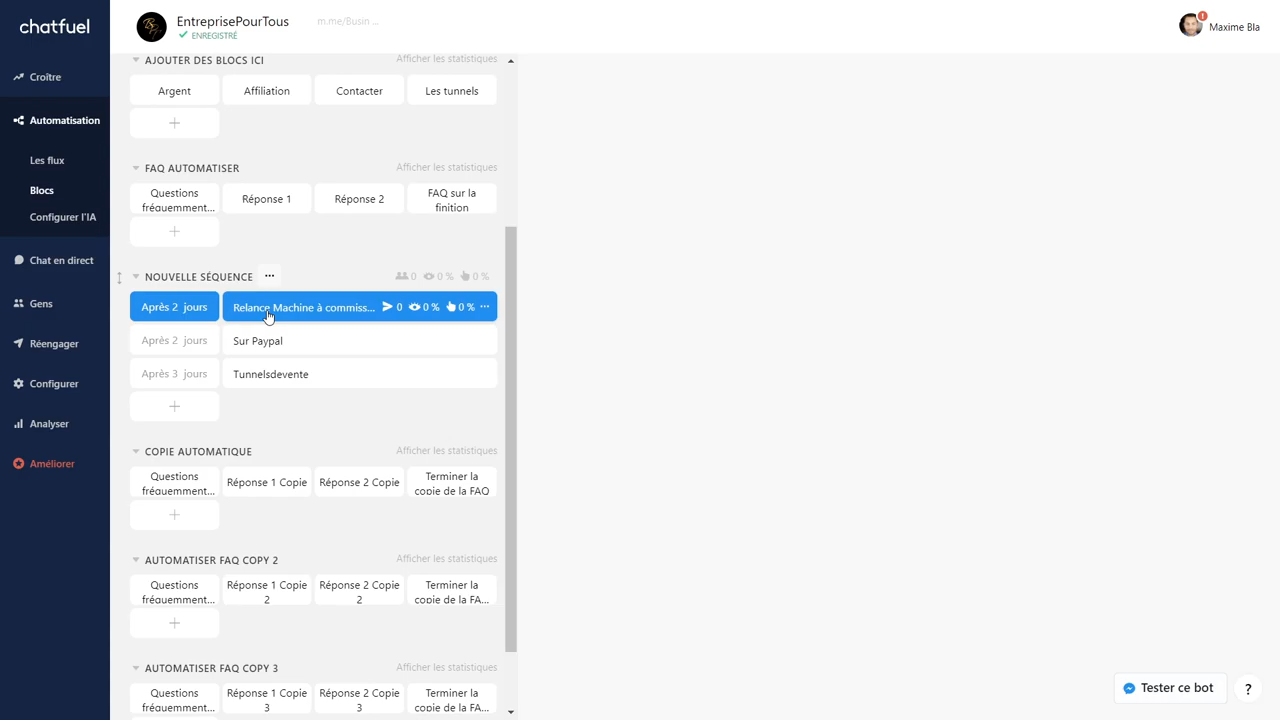 chatfuel
EntreprisePourTous
m.me/Busin ...
ENREGISTRÉ
Maxime Bla
Croître
Automatisation
Les flux
Blocs
Configurer l'IA
Chat en direct
Gens
Réengager
Configurer
Analyser
Améliorer
AJOUTER DES BLOCS ICI
Afficher les statistiques
Argent
Affiliation
Contacter
Les tunnels
FAQ AUTOMATISER
Afficher les statistiques
Questions
fréquemment...
Réponse 1
Réponse 2
FAQ sur la
finition
NOUVELLE SÉQUENCE
0 0 % 0 %
Après 2 jours
Relance Machine à commiss... 0 0 % 0 %
Après 2 jours
Sur Paypal
Après 3 jours
Tunnelsdevente
COPIE AUTOMATIQUE
Afficher les statistiques
Questions
fréquemment...
Réponse 1 Copie
Réponse 2 Copie
Terminer la
copie de la FAQ
AUTOMATISER FAQ COPY 2
Afficher les statistiques
Questions
fréquemment...
Réponse 1 Copie
2
Réponse 2 Copie
2
Terminer la
copie de la FA...
AUTOMATISER FAQ COPY 3
Afficher les statistiques
Questions
fréquemment...
Réponse 1 Copie
3
Réponse 2 Copie
3
Terminer la
copie de la FA...
Tester ce bot
?